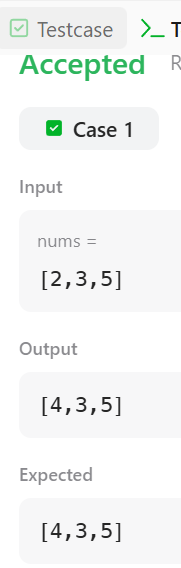 Testcase
Accepted
Case 1
Input
nums =
[2,3,5]
Output
[4,3,5]
Expected
[4,3,5]